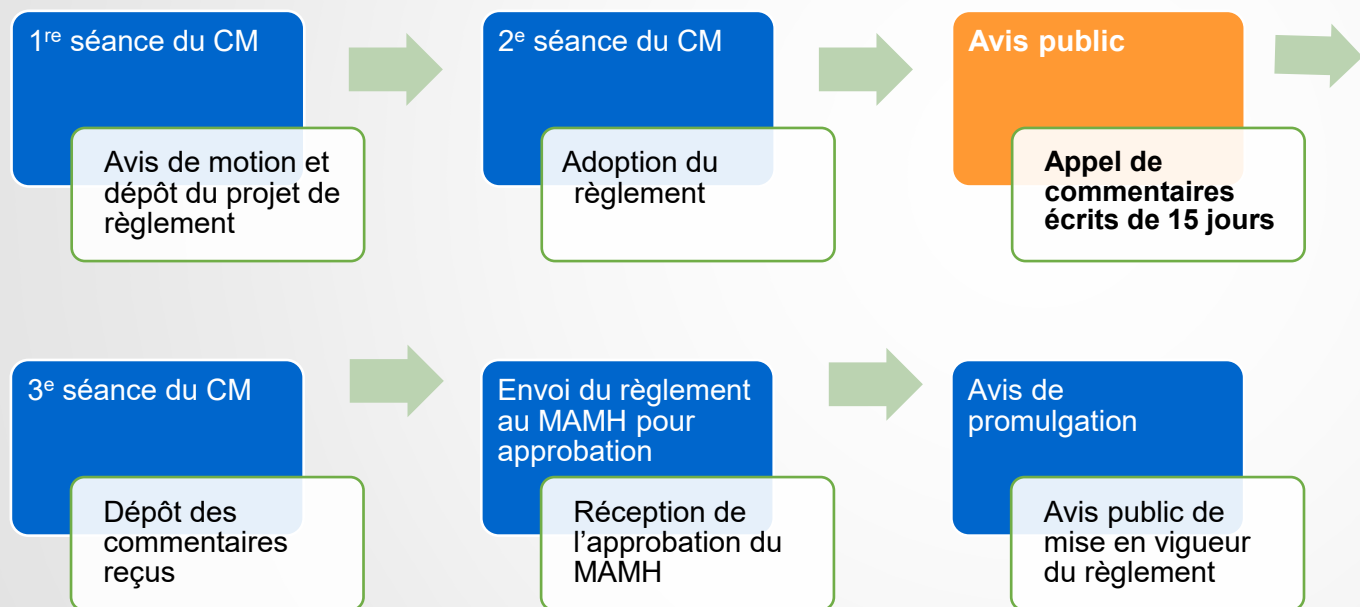 1re séance du CM
Avis de motion et
dépôt du projet de
règlement
2e séance du CM
Adoption du
règlement
Avis public
Appel de
commentaires
écrits de 15 jours
3e séance du CM
Dépôt des
commentaires
reçus
Envoi du règlement
au MAMH pour
approbation
Réception de
l’approbation du
MAMH
Avis de
promulgation
Avis public de
mise en vigueur
du règlement